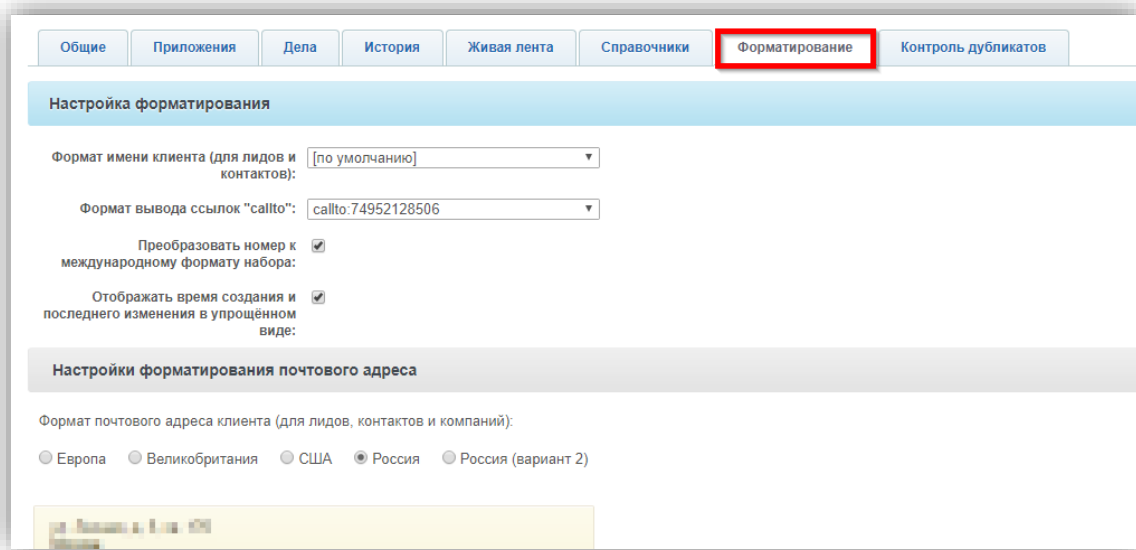 Общие Приложения Дела История Живая лента Справочники Форматирование Контроль дубликатов
Настройка форматирования
Формат имени клиента (для лидов и
контактов):
[по умолчанию]
Формат вывода ссылок "callto":
callto:74952128506
Преобразовать номер к
международному формату набора:
Отображать время создания и
последнего изменения в упрощённом
виде:
Настройки форматирования почтового адреса
Формат почтового адреса клиента (для лидов, контактов и компаний):
Европа Великобритания США Россия Россия (вариант 2)